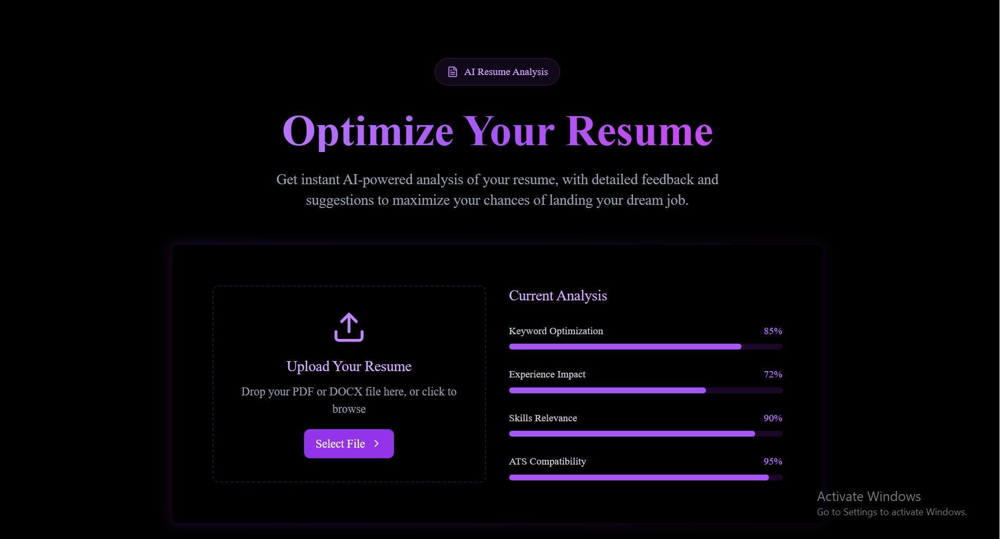 AI Resume Analysis
Optimize Your Resume
Get instant AI-powered analysis of your resume, with detailed feedback and
suggestions to maximize your chances of landing your dream job.
Upload Your Resume
Drop your PDF or DOCX file here, or click to
browse
Select File
Current Analysis
Keyword Optimization 85%
Experience Impact 72%
Skills Relevance 90%
ATS Compatibility 95%
Activate Windows
Go to Settings to activate Windows.